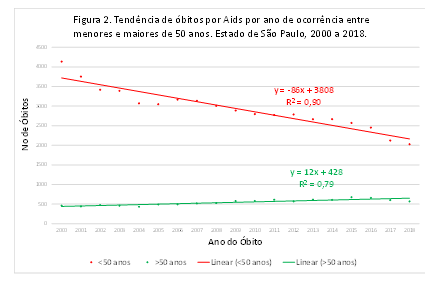 Figura 2. Tendência de óbitos por Aids por ano de ocorrência entre
menores e maiores de 50 anos. Estado de São Paulo, 2000 a 2018.
4500
4000
3500
3000
2500
2000
1500
1000
500
0
No de Óbitos
y = -86x + 3808
R² = 0,90
y = 12x + 428
R² = 0,79
2000 2001 2002 2003 2004 2005 2006 2007 2008 2009 2010 2011 2012 2013 2014 2015 2016 2017 2018
Ano do Óbito
<50 anos >50 anos Linear (<50 anos) Linear (>50 anos)